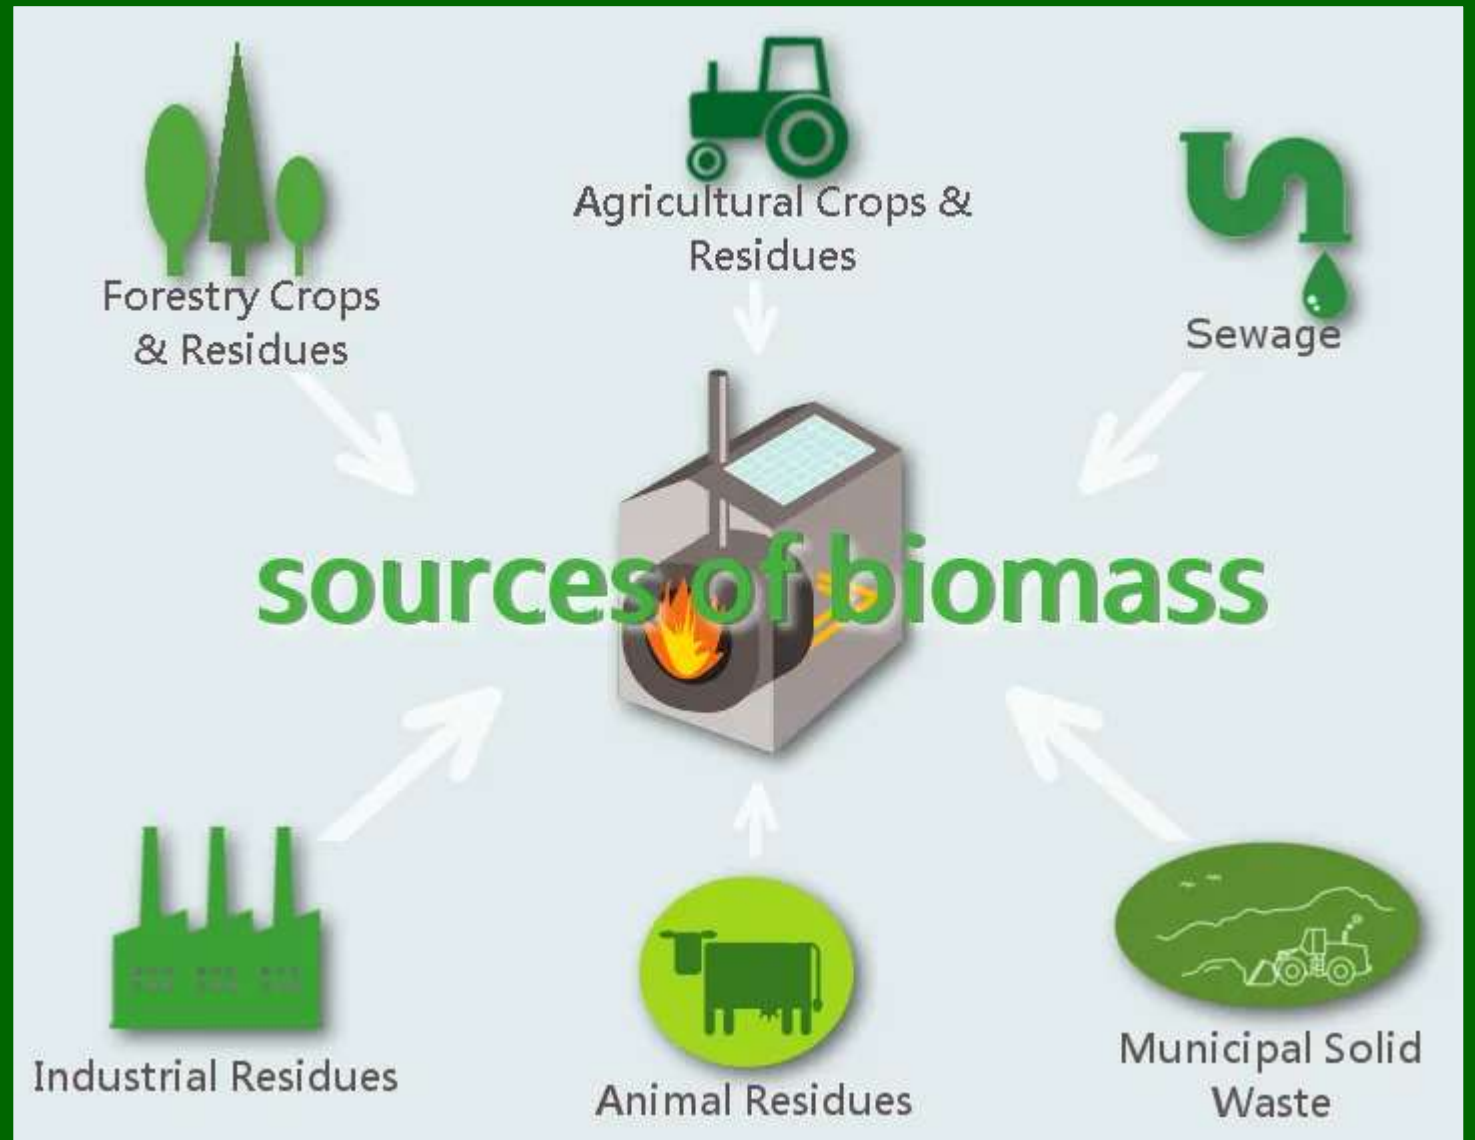 Forestry Crops
& Residues
Agricultural Crops &
Residues
Sewage
sources of biomass
Industrial Residues
Animal Residues
Municipal Solid
Waste